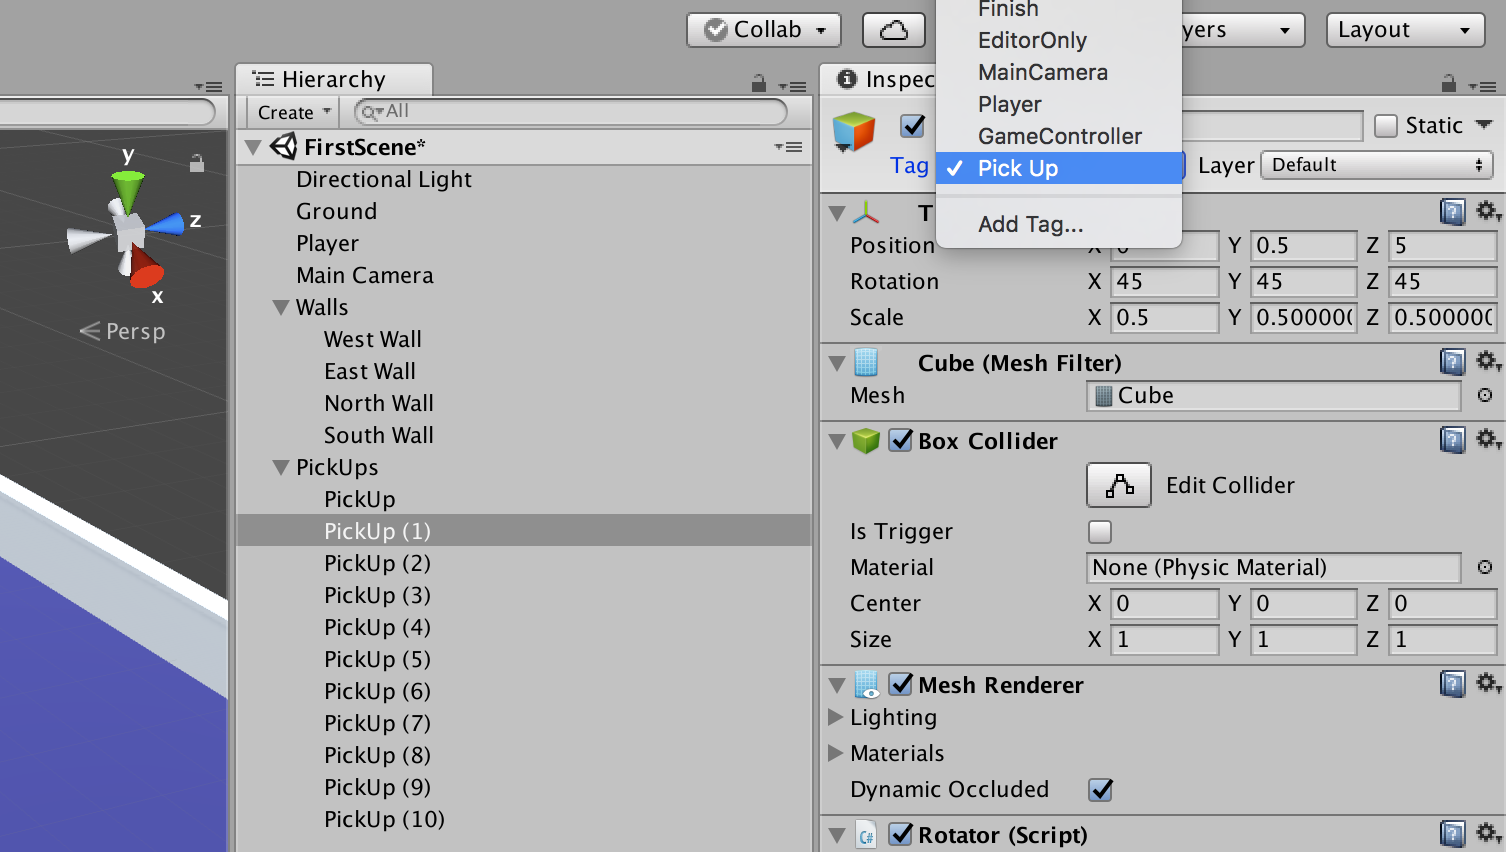 Collab
yers
Layout
Finish
EditorOnly
MainCamera
Player
GameController
Pick Up
Add Tag...
y
z
x
Persp
Hierarchy
Create
All
FirstScene*
Directional Light
Ground
Player
Main Camera
Walls
West Wall
East Wall
North Wall
South Wall
PickUps
PickUp
PickUp (1)
PickUp (2)
PickUp (3)
PickUp (4)
PickUp (5)
PickUp (6)
PickUp (7)
PickUp (8)
PickUp (9)
PickUp (10)
Inspec
Static
Tag
Layer Default
T
Position Y 0.5 Z 5
Rotation X 45 Y 45 Z 45
Scale X 0.5 Y 0.500000 Z 0.500000
Cube (Mesh Filter)
Mesh Cube
Box Collider
Edit Collider
Is Trigger
Material None (Physic Material)
Center X 0 Y 0 Z 0
Size X 1 Y 1 Z 1
Mesh Renderer
Lighting
Materials
Dynamic Occluded
C# Rotator (Script)